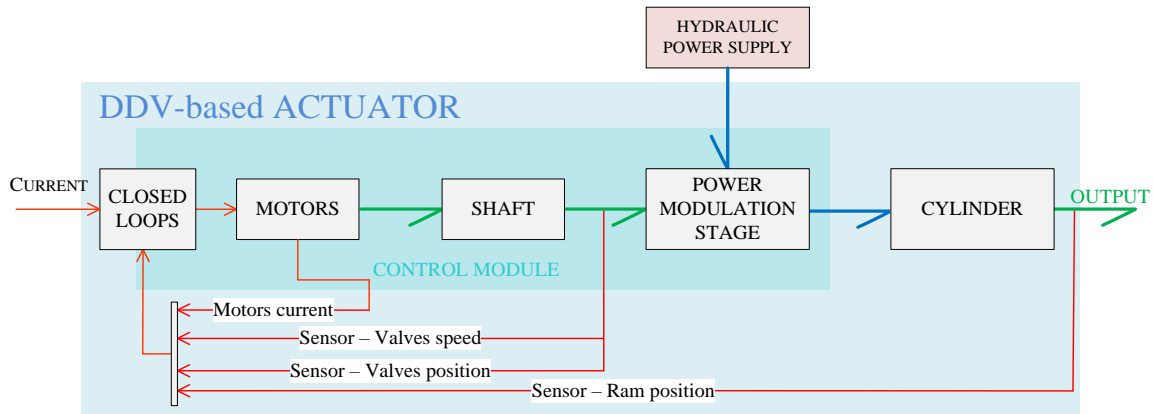 HYDRAULIC
POWER SUPPLY
DDV-based ACTUATOR
CURRENT
CLOSED
LOOPS
MOTORS
SHAFT
POWER
MODULATION
STAGE
CYLINDER
OUTPUT
CONTROL MODULE
Motors current
Sensor – Valves speed
Sensor – Valves position
Sensor – Ram position